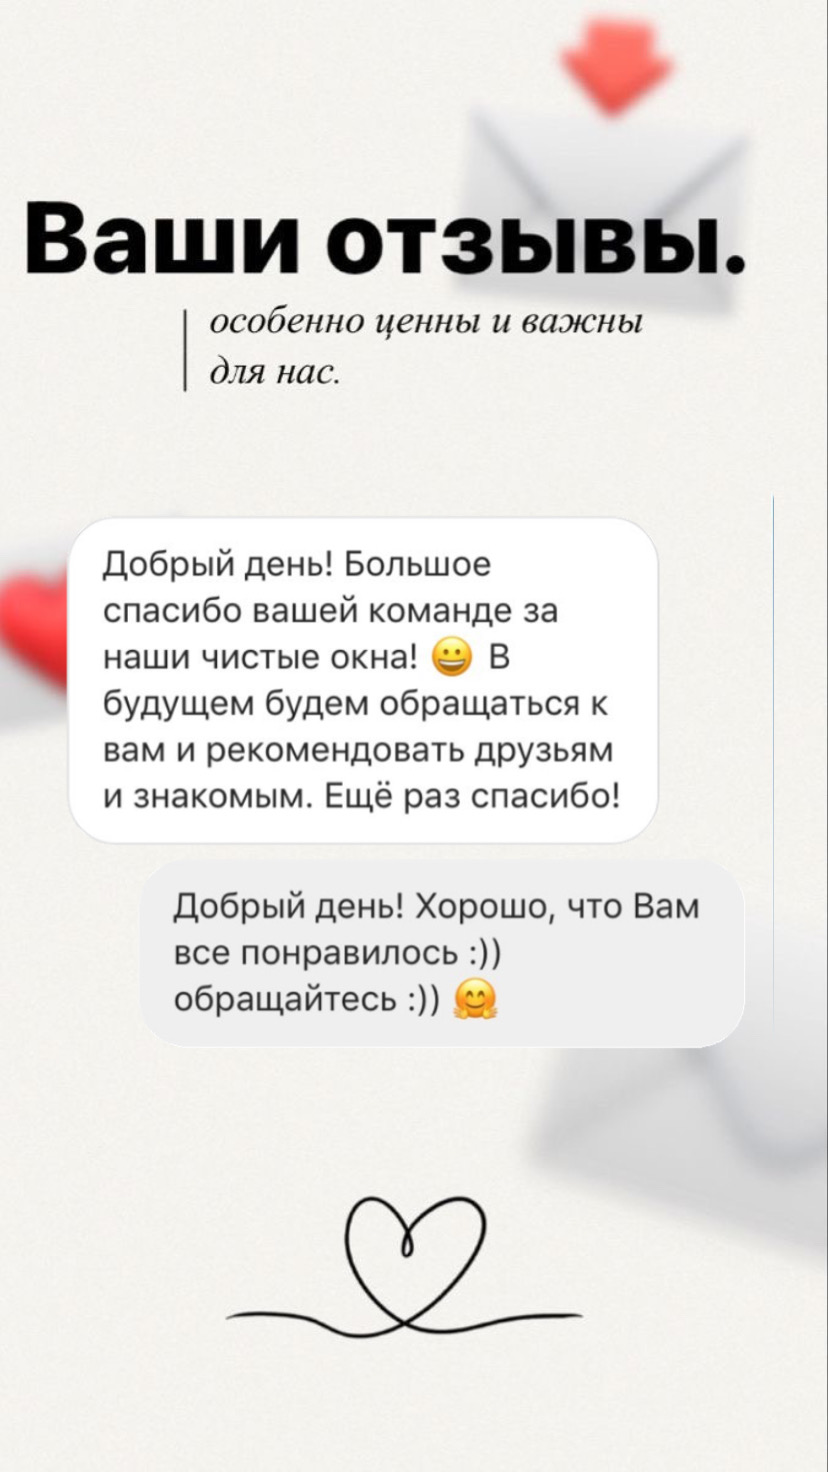 Ваши отзывы.
особенно ценны и важны
для нас.
Добрый день! Большое
спасибо вашей команде за
наши чистые окна! 😀 В
будущем будем обращаться к
вам и рекомендовать друзьям
и знакомым. Ещё раз спасибо!
Добрый день! Хорошо, что Вам
все понравилось :))
обращайтесь :)) 🤗